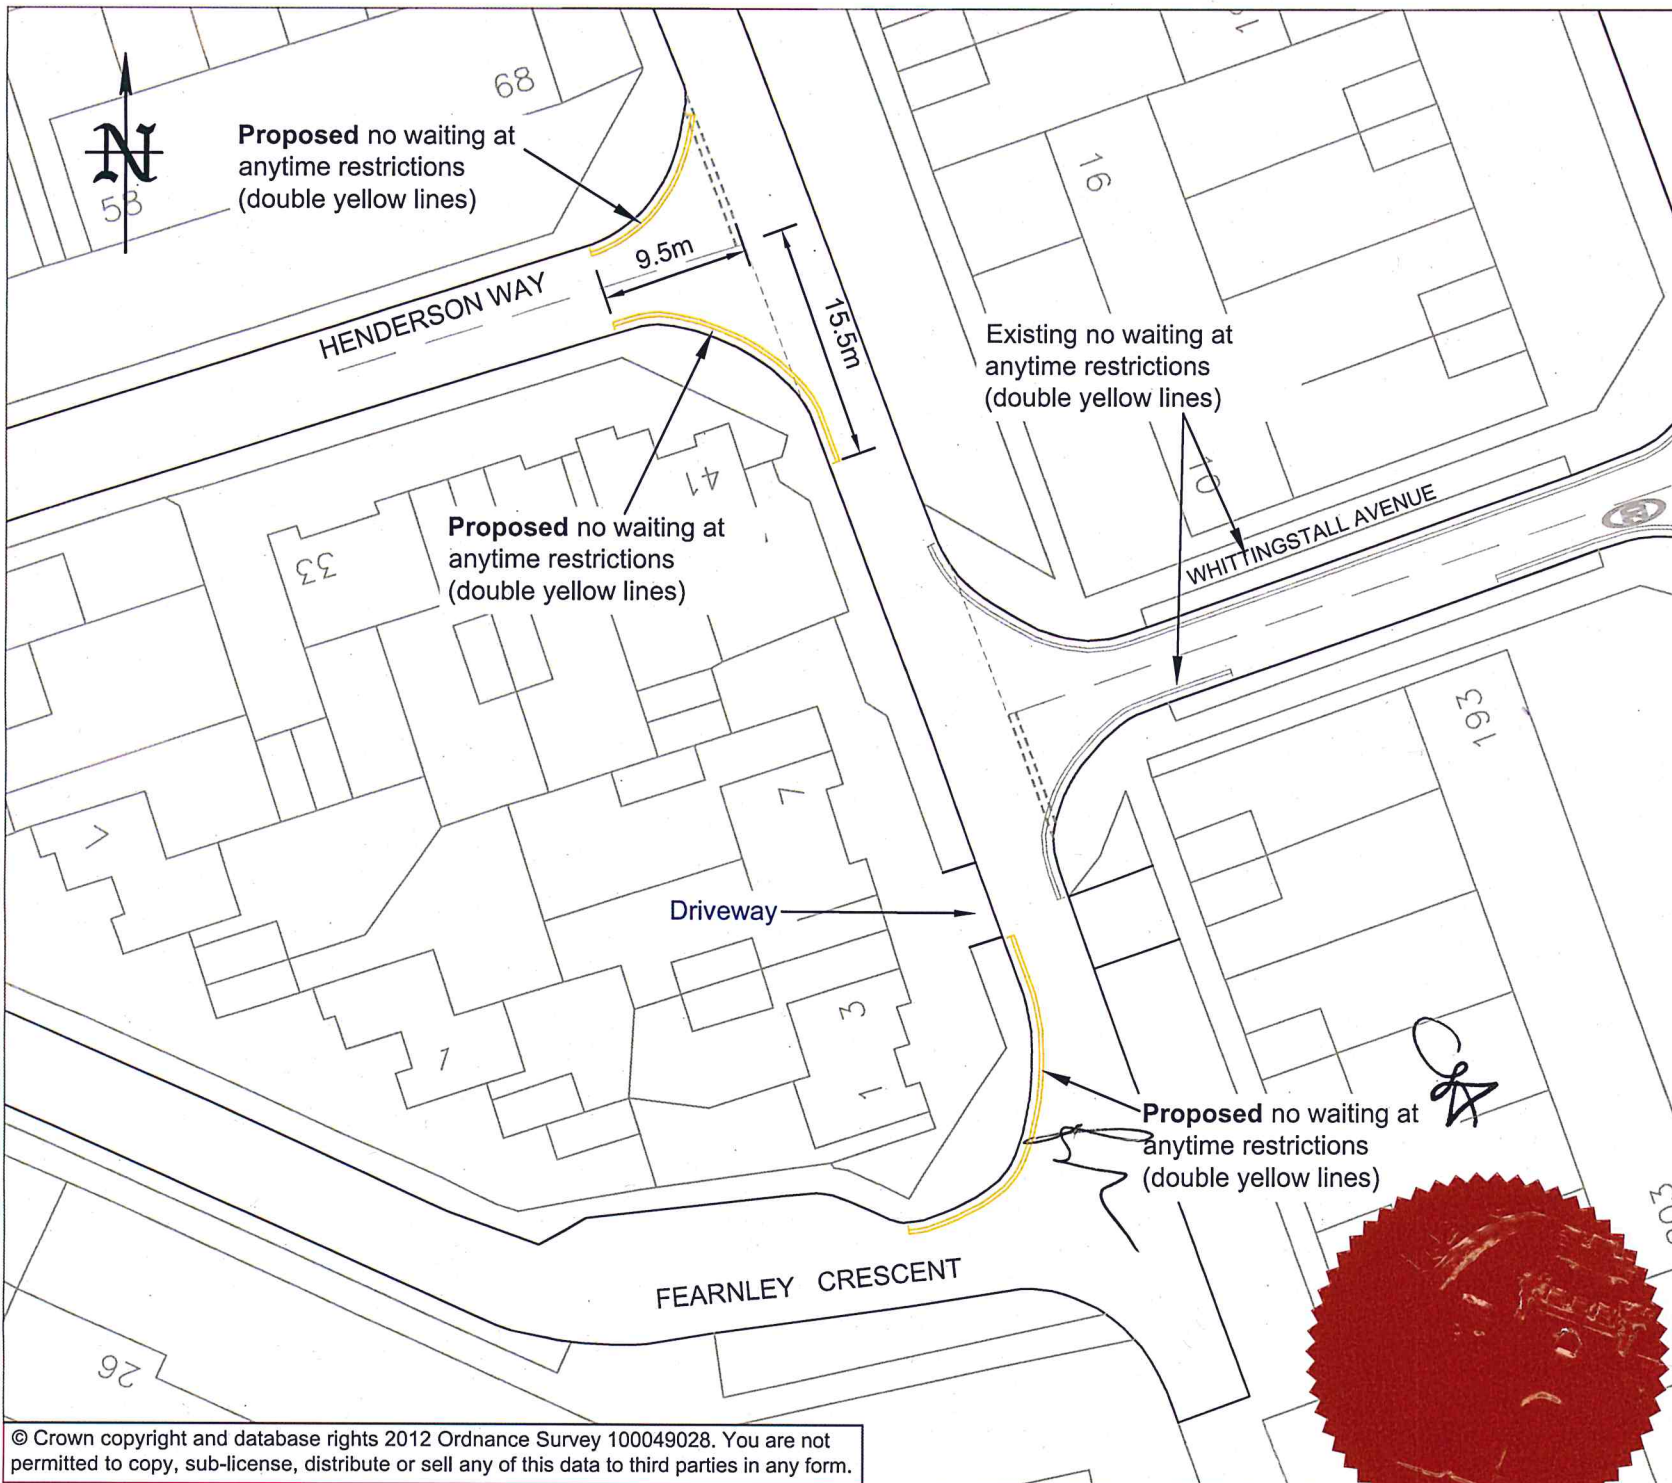 68
58
N
Proposed no waiting at
anytime restrictions
(double yellow lines)
HENDERSON WAY
9.5m
15.5m
16
Existing no waiting at
anytime restrictions
(double yellow lines)
10
WHITTINGSTALL AVENUE
41
33
Proposed no waiting at
anytime restrictions
(double yellow lines)
193
7
7
Driveway
3
1
1
Proposed no waiting at
anytime restrictions
(double yellow lines)
203
FEARNLEY CRESCENT
26
© Crown copyright and database rights 2012 Ordnance Survey 100049028. You are not
permitted to copy, sub-license, distribute or sell any of this data to third parties in any form.